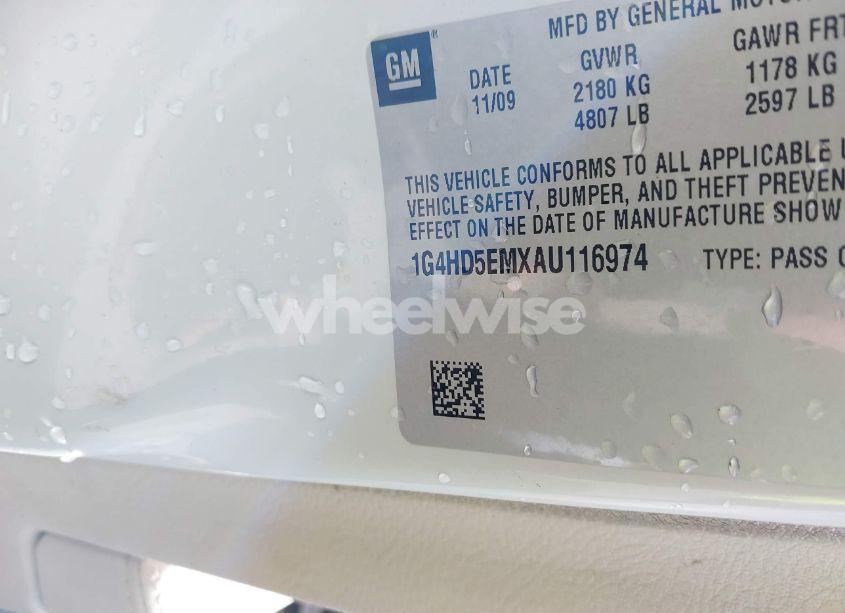 MFD BY GENERAL MOTOR
GM
DATE
11/09
GVWR
2180 KG
4807 LB
GAWR FRT
1178 KG
2597 LB
THIS VEHICLE CONFORMS TO ALL APPLICABLE U
VEHICLE SAFETY, BUMPER, AND THEFT PREVEN
EFFECT ON THE DATE OF MANUFACTURE SHOW
1G4HD5EMXAU116974 TYPE: PASS C
wheelwise